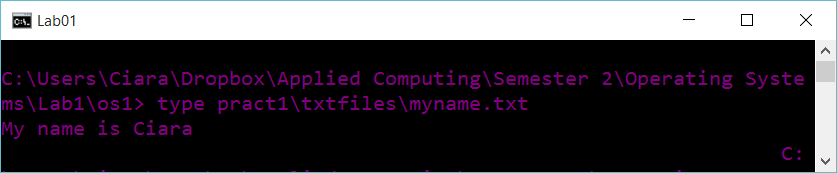 Lab01
C:\Users\Ciara\Dropbox\Applied Computing\Semester 2\Operating Syste
ms\Lab1\os1> type pract1\txtfiles\myname.txt
My name is Ciara
C: